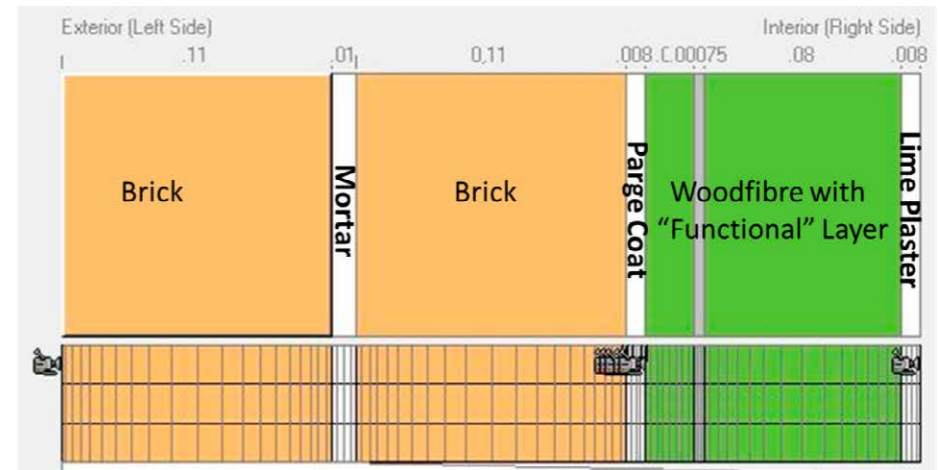 Exterior (Left Side) Interior (Right Side)
.11 .01 0,11 .008 .00075 .08 .008
Brick
Mortar
Brick
Parge Coat
Woodfibre with
“Functional” Layer
Lime Plaster